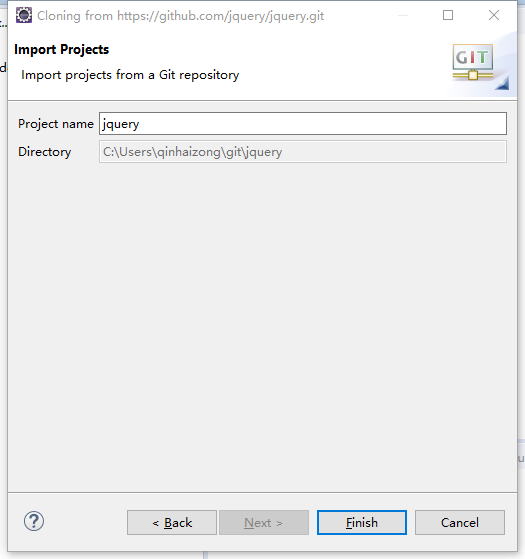 Cloning from https://github.com/jquery/jquery.git
Import Projects
Import projects from a Git repository
GIT
Project name jquery
Directory C:\Users\qinhaizong\git\jquery
? < Back Next > Finish Cancel